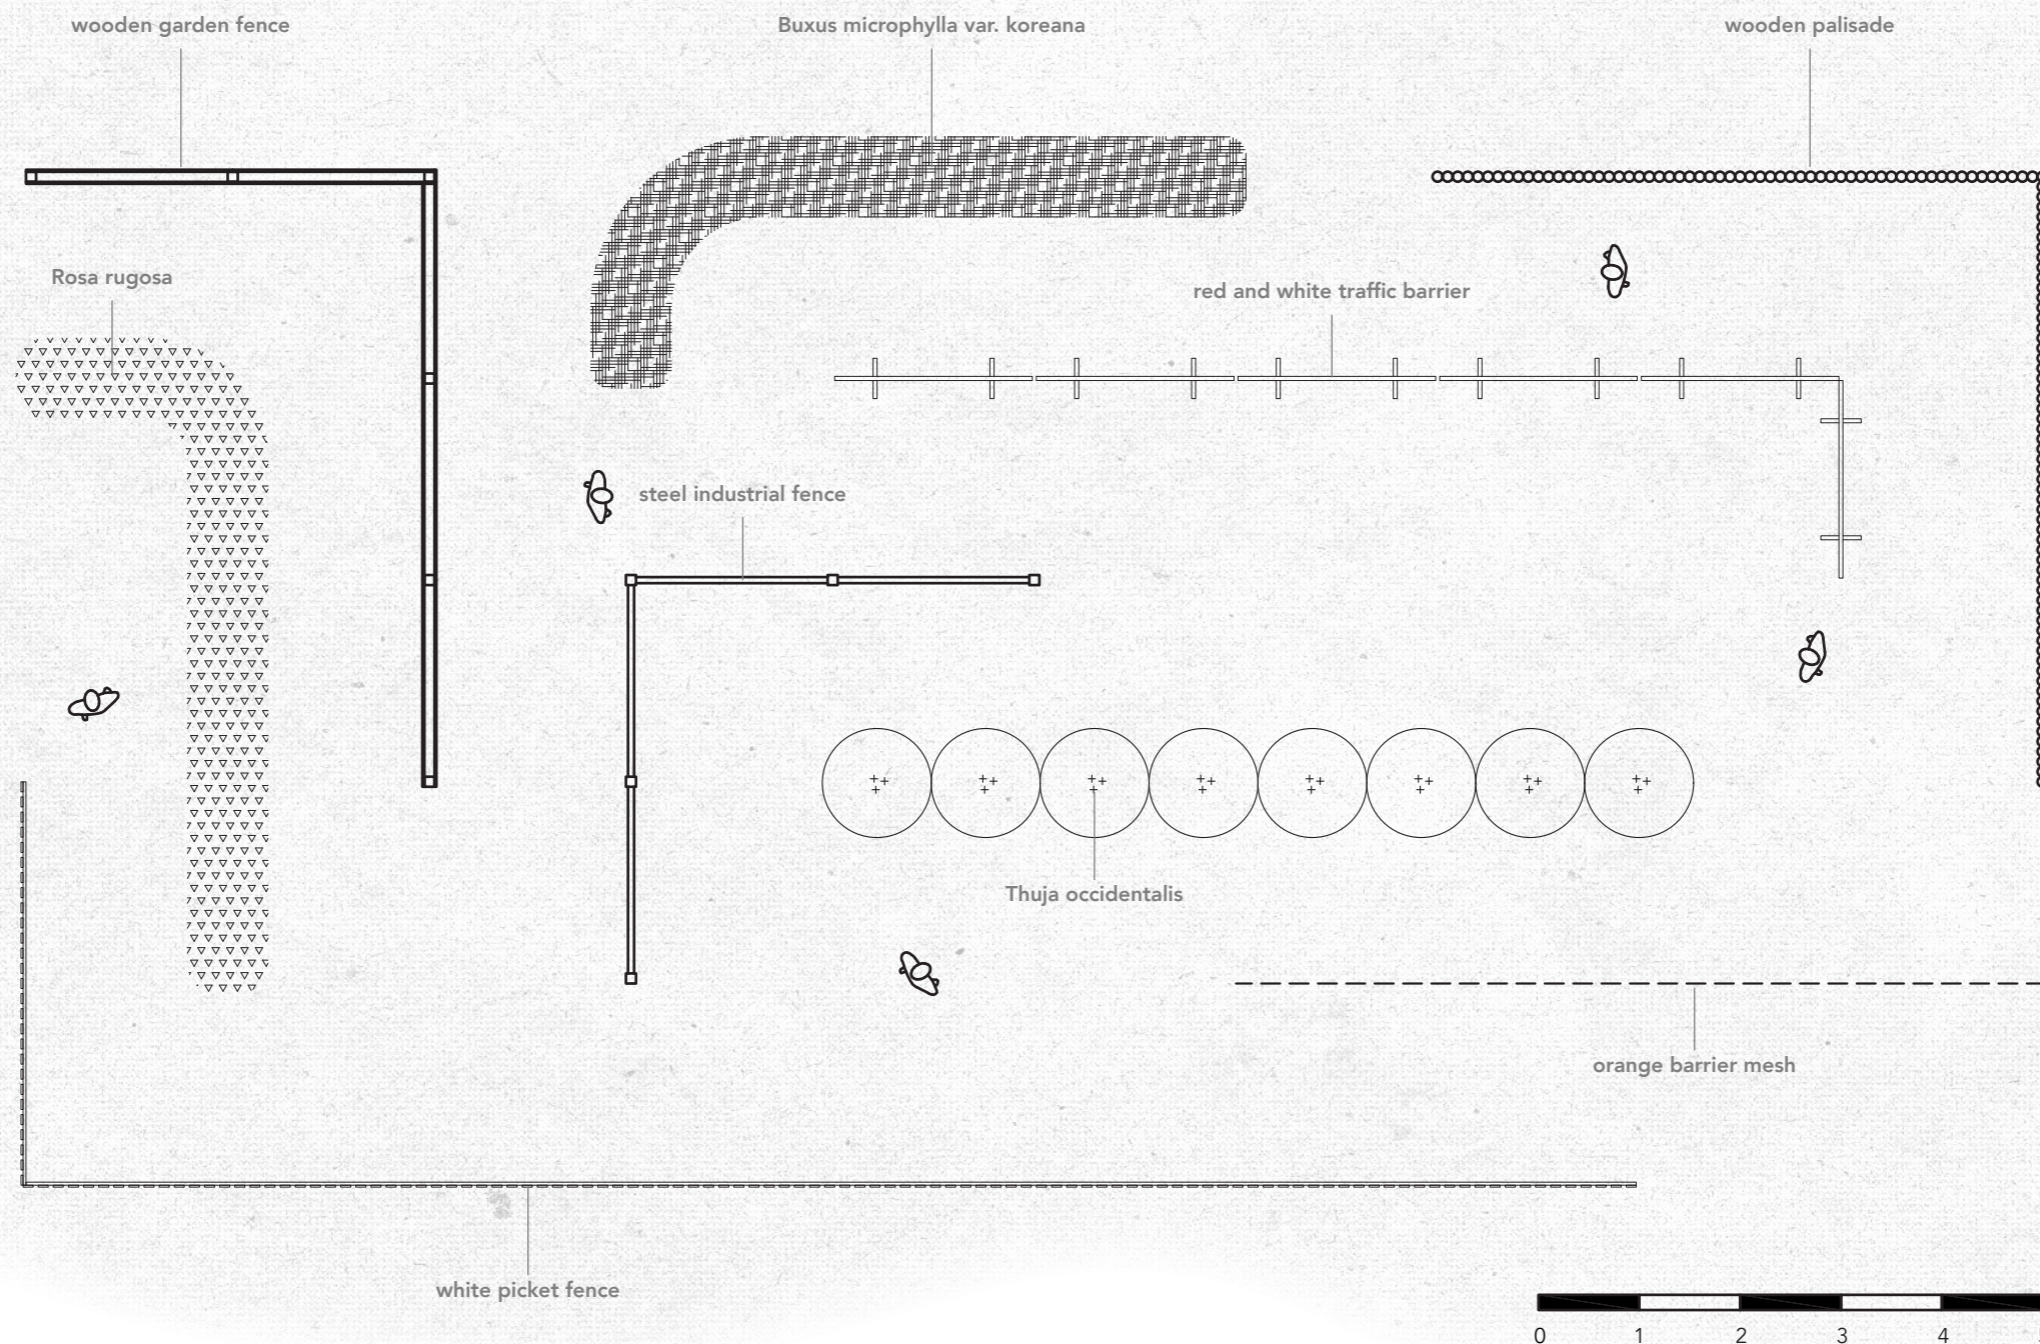 wooden garden fence
Buxus microphylla var. koreana
wooden palisade
Rosa rugosa
red and white traffic barrier
steel industrial fence
Thuja occidentalis
orange barrier mesh
white picket fence
0 1 2 3 4